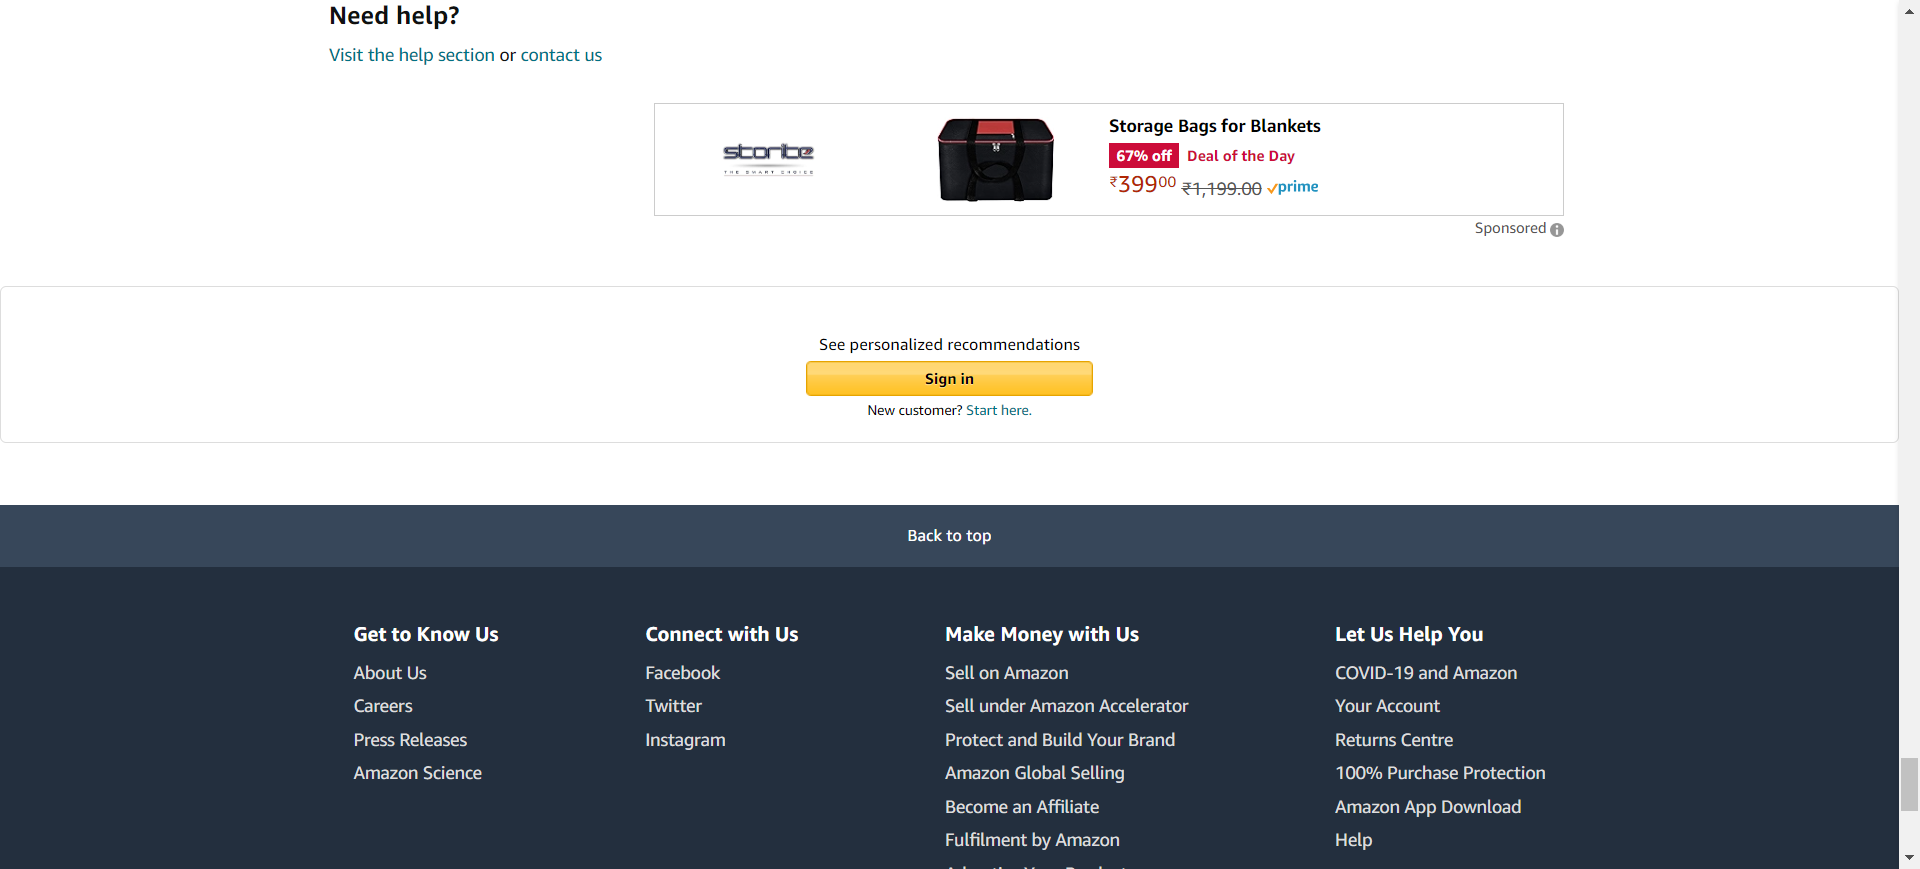 Need help?
Visit the help section or contact us
storite
THE SMART CHOICE
Storage Bags for Blankets
67% off Deal of the Day
₹39900 ₹1,199.00 prime
Sponsored
See personalized recommendations
Sign in
New customer? Start here.
Back to top
Get to Know Us
About Us
Careers
Press Releases
Amazon Science
Connect with Us
Facebook
Twitter
Instagram
Make Money with Us
Sell on Amazon
Sell under Amazon Accelerator
Protect and Build Your Brand
Amazon Global Selling
Become an Affiliate
Fulfilment by Amazon
Let Us Help You
COVID-19 and Amazon
Your Account
Returns Centre
100% Purchase Protection
Amazon App Download
Help